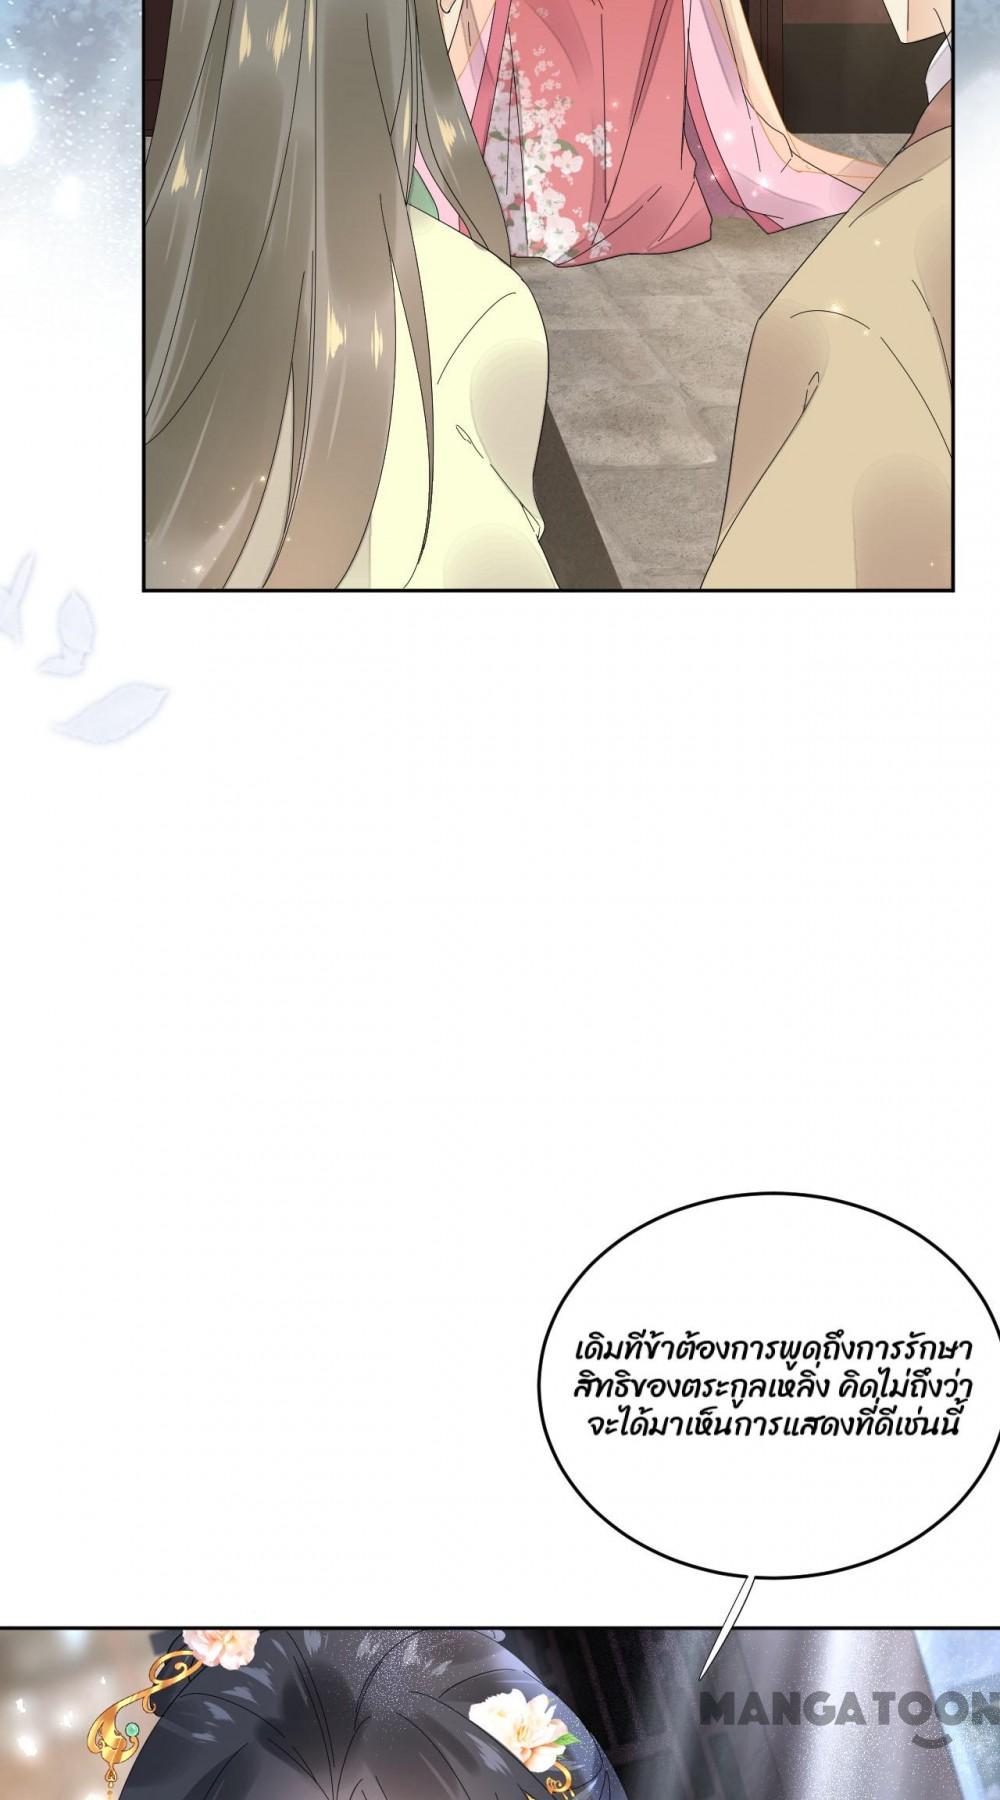 เดิมทีข้าต้องการพูดถึงการรักษา
สิทธิของตระกูลเหลิ่ง คิดไม่ถึงว่า
จะได้มาเห็นการแสดงที่ดีเช่นนี้
MANGATOON